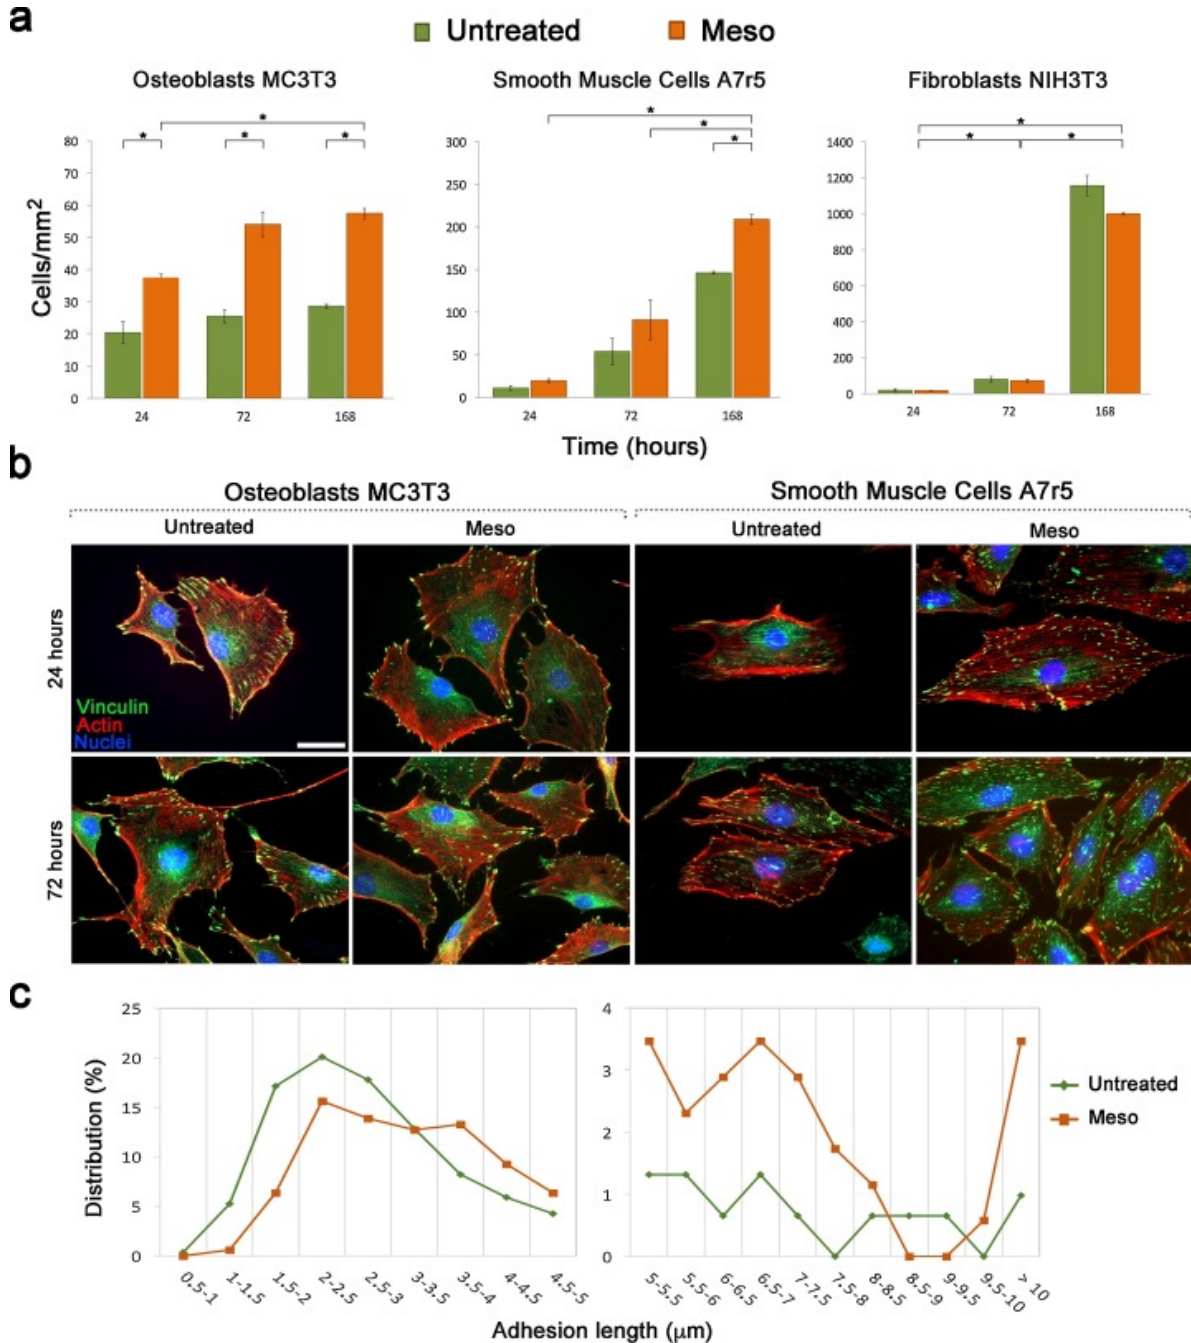 a
Untreated Meso
Osteoblasts MC3T3 Smooth Muscle Cells A7r5 Fibroblasts NIH3T3
* * * * * * * * * *
Cells/mm²
80 70 60 50 40 30 20 10 0
24 72 168
300 250 200 150 100 50 0
24 72 168
1400 1200 1000 800 600 400 200 0
24 72 168
Time (hours)
b
Osteoblasts MC3T3 Smooth Muscle Cells A7r5
Untreated Meso Untreated Meso
24 hours
Vinculin
Actin
Nuclei
72 hours
c
Distribution (%)
25 20 15 10 5 0
0.5-1 1-1.5 1.5-2 2-2.5 2.5-3 3-3.5 3.5-4 4-4.5 4.5-5
4 3 2 1 0
5-5.5 5.5-6 6-6.5 6.5-7 7-7.5 7.5-8 8-8.5 8.5-9 9-9.5 9.5-10 > 10
Untreated
Meso
Adhesion length (μm)